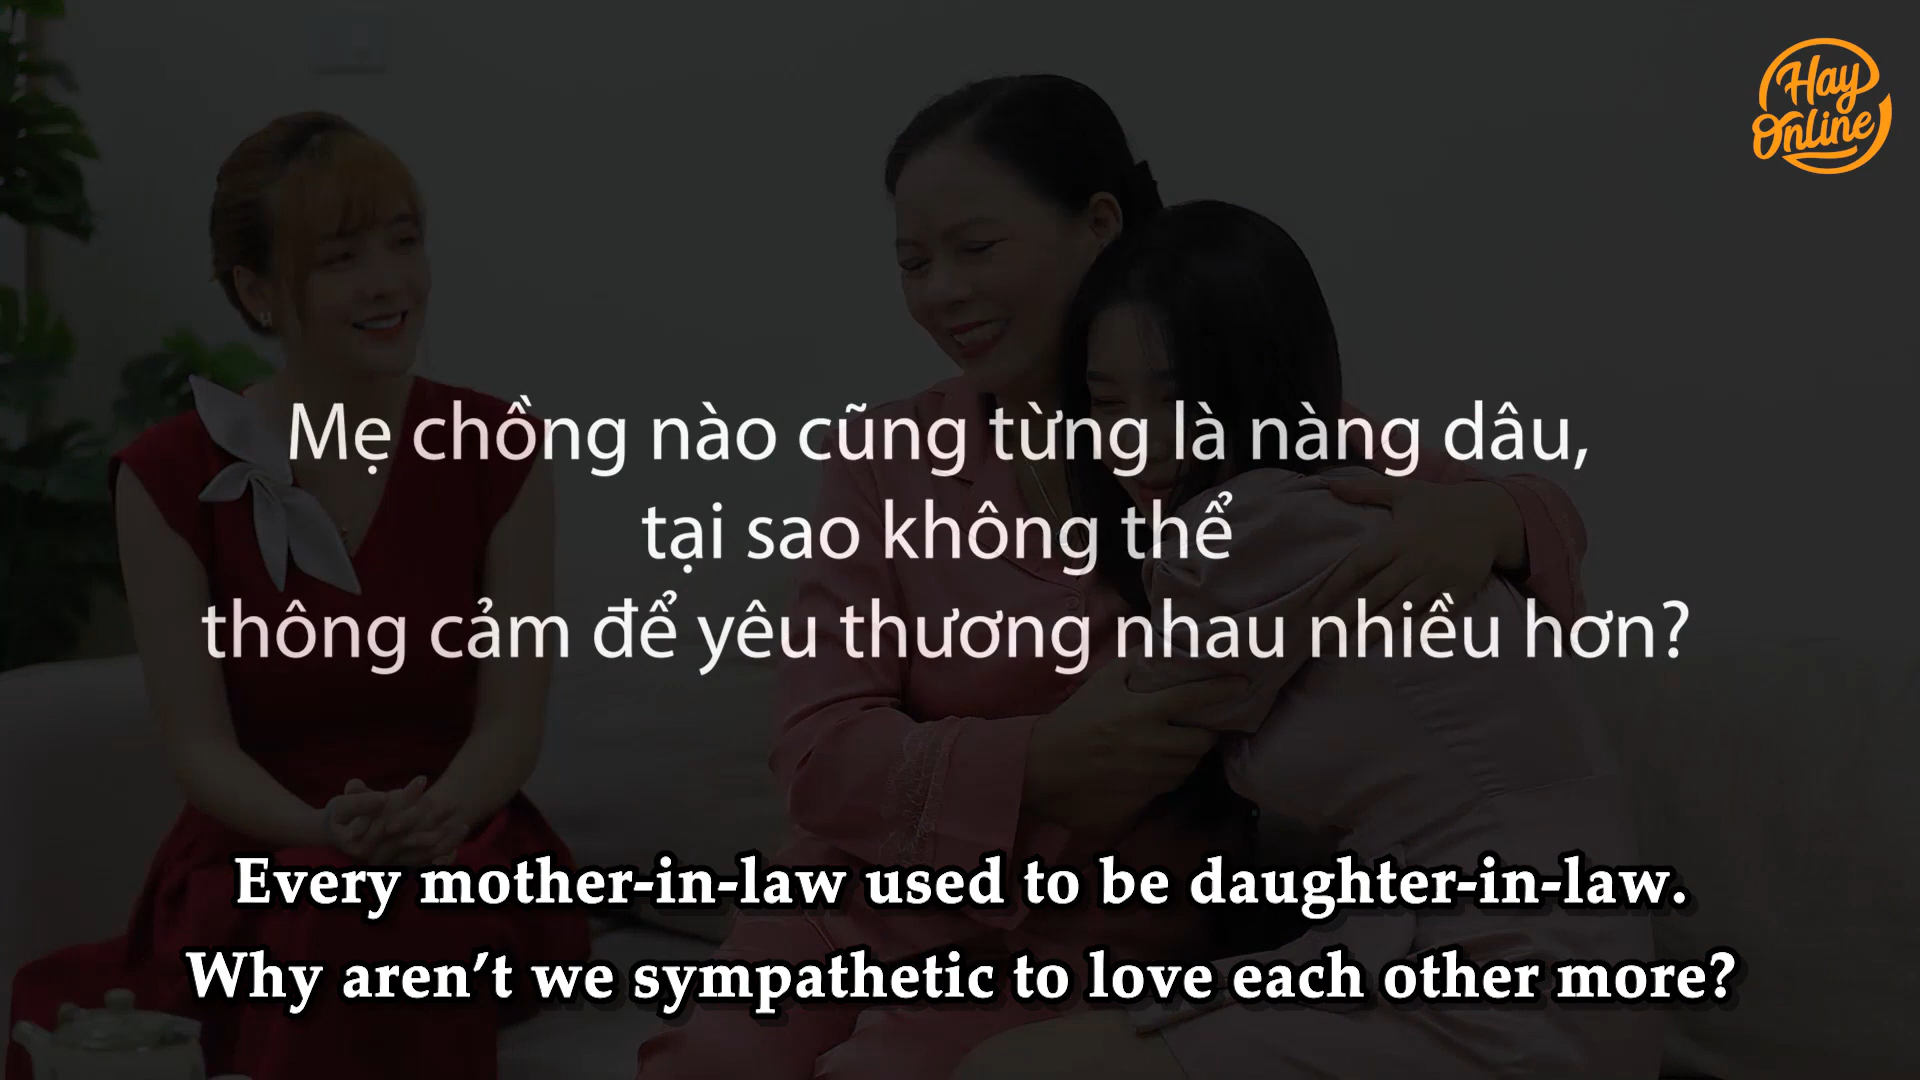 Hay
Online
Mẹ chồng nào cũng từng là nàng dâu,
tại sao không thể
thông cảm để yêu thương nhau nhiều hơn?
Every mother-in-law used to be daughter-in-law.
Why aren’t we sympathetic to love each other more?